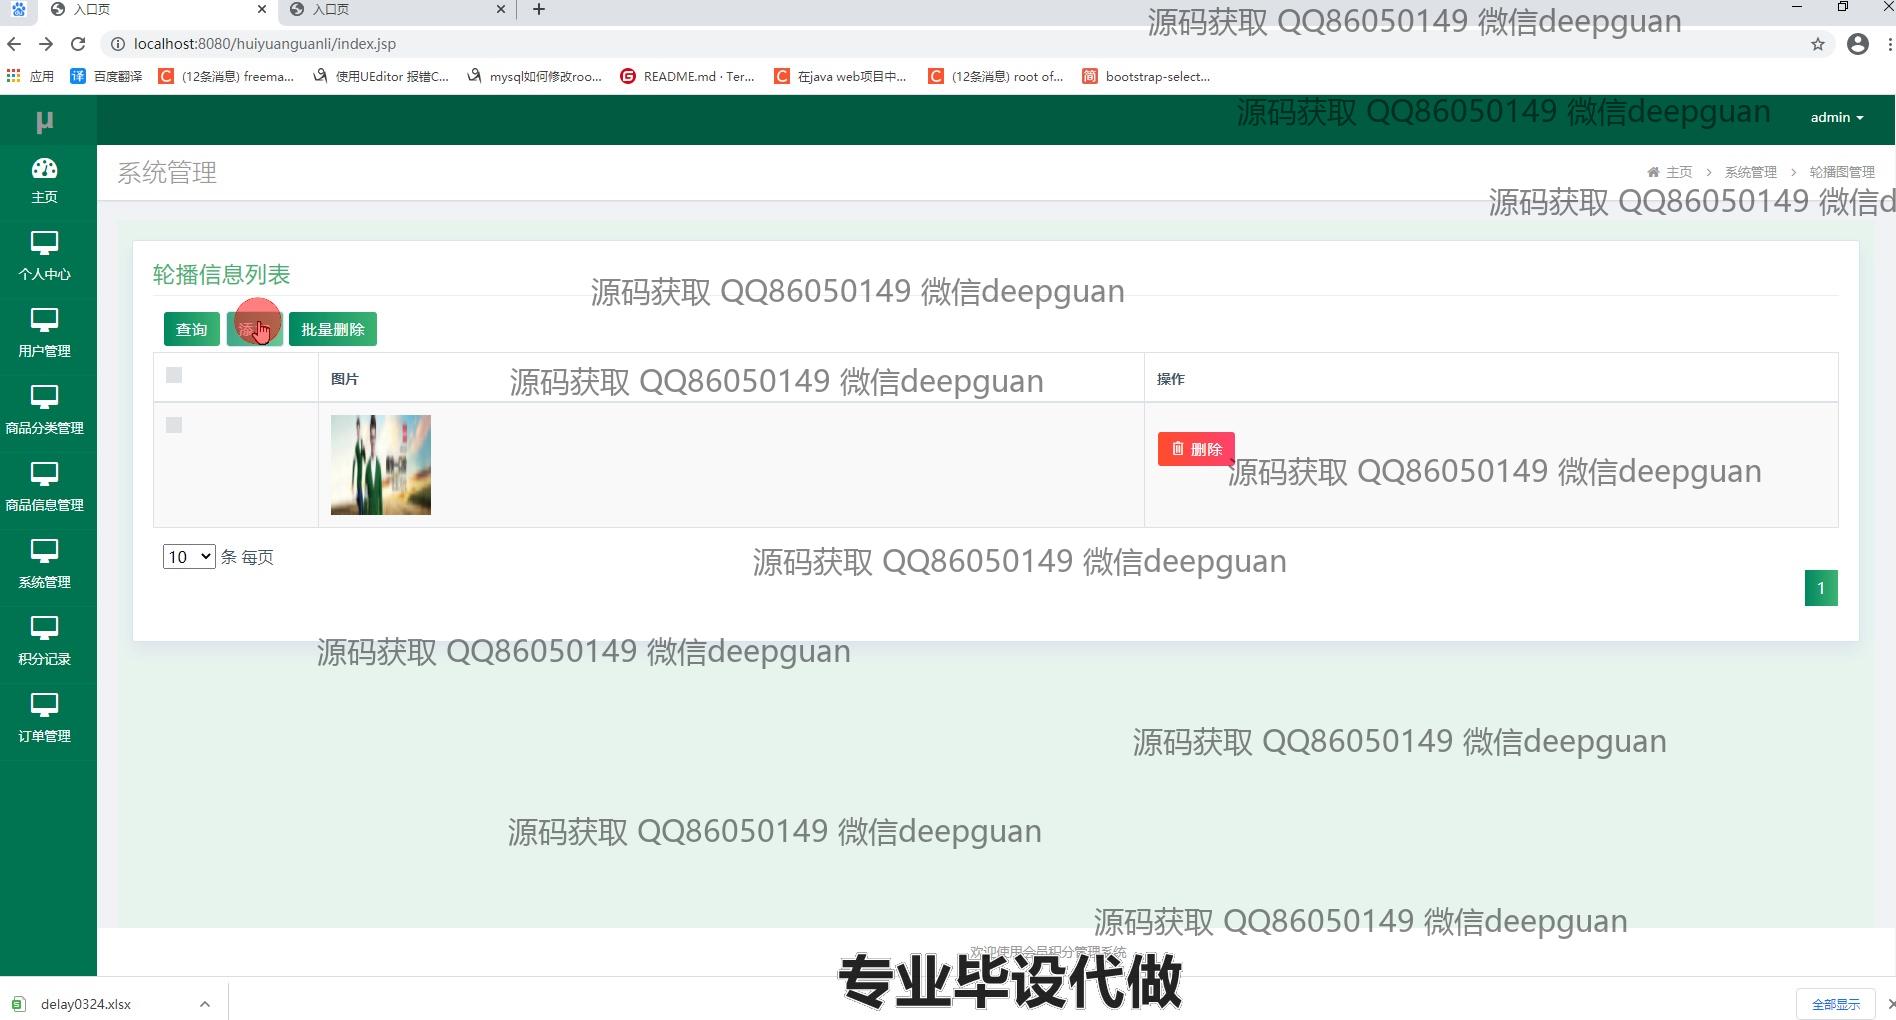 入口页
入口页
源码获取 QQ86050149 微信deepguan
localhost:8080/huiyuanguanli/index.jsp
应用
百度翻译
(12条消息) freema...
使用UEditor 报错C...
mysql如何修改roo...
README.md · Ter...
在java web项目中...
(12条消息) root of...
bootstrap-select...
μ
源码获取 QQ86050149 微信deepguan
admin
主页
系统管理
主页 > 系统管理 > 轮播图管理
源码获取 QQ86050149 微信d
个人中心
轮播信息列表
源码获取 QQ86050149 微信deepguan
用户管理
查询
批量删除
图片
操作
源码获取 QQ86050149 微信deepguan
商品分类管理
删除
源码获取 QQ86050149 微信deepguan
商品信息管理
10 条 每页
源码获取 QQ86050149 微信deepguan
系统管理
1
积分记录
源码获取 QQ86050149 微信deepguan
订单管理
源码获取 QQ86050149 微信deepguan
源码获取 QQ86050149 微信deepguan
源码获取 QQ86050149 微信deepguan
欢迎使用会员积分管理系统
专业毕设代做
delay0324.xlsx
全部显示